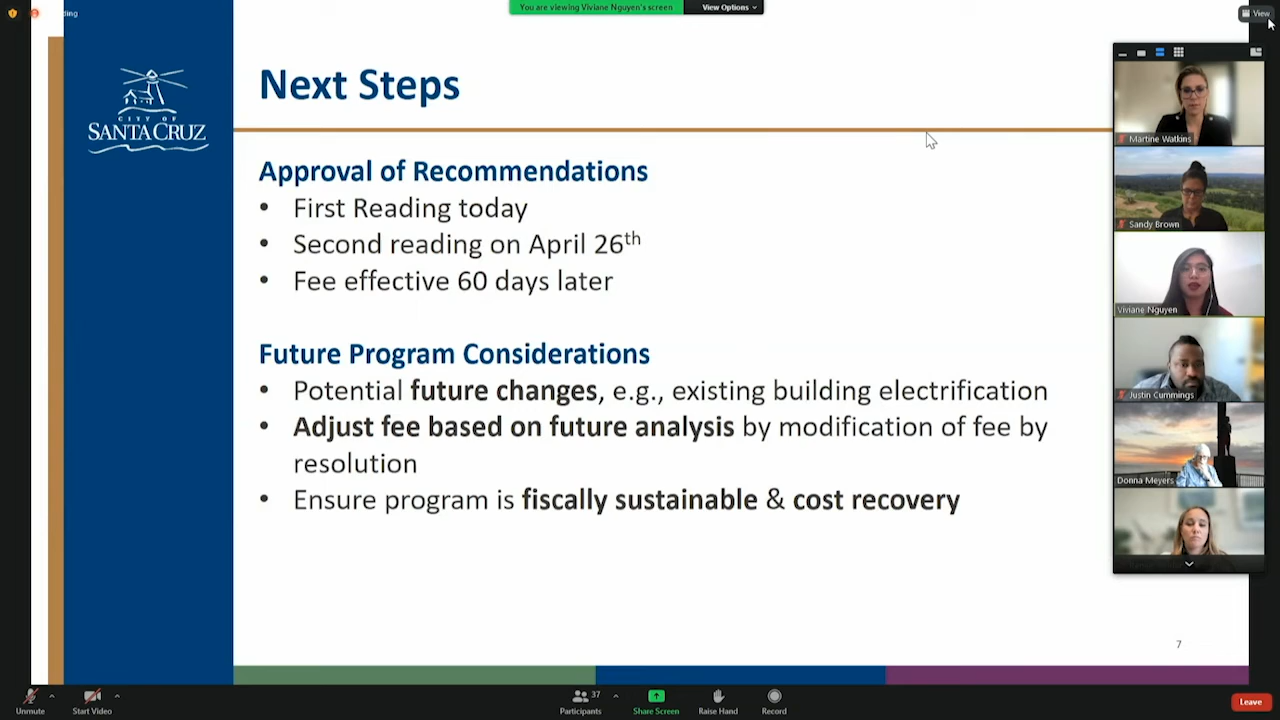 ding
You are viewing Viviane Nguyen's screen
View Options
View
CITY OF
SANTA CRUZ
Next Steps
Approval of Recommendations
• First Reading today
• Second reading on April 26th
• Fee effective 60 days later
Future Program Considerations
• Potential future changes, e.g., existing building electrification
• Adjust fee based on future analysis by modification of fee by
resolution
• Ensure program is fiscally sustainable & cost recovery
7
Martine Watkins
Sandy Brown
Viviane Nguyen
Justin Cummings
Donna Meyers
Unmute
Start Video
37
Participants
Share Screen
Raise Hand
Record
Leave